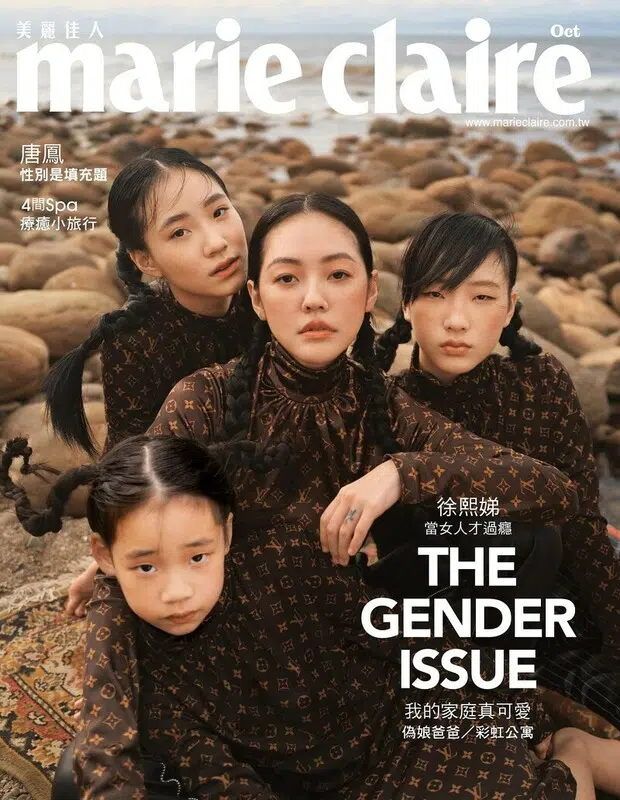 美麗佳人
marie claire
Oct
www.marieclaire.com.tw
唐鳳
性別是填充題
4間Spa
療癒小旅行
徐熙娣
當女人才過癮
THE
GENDER
ISSUE
我的家庭真可愛
偽娘爸爸／彩虹公寓